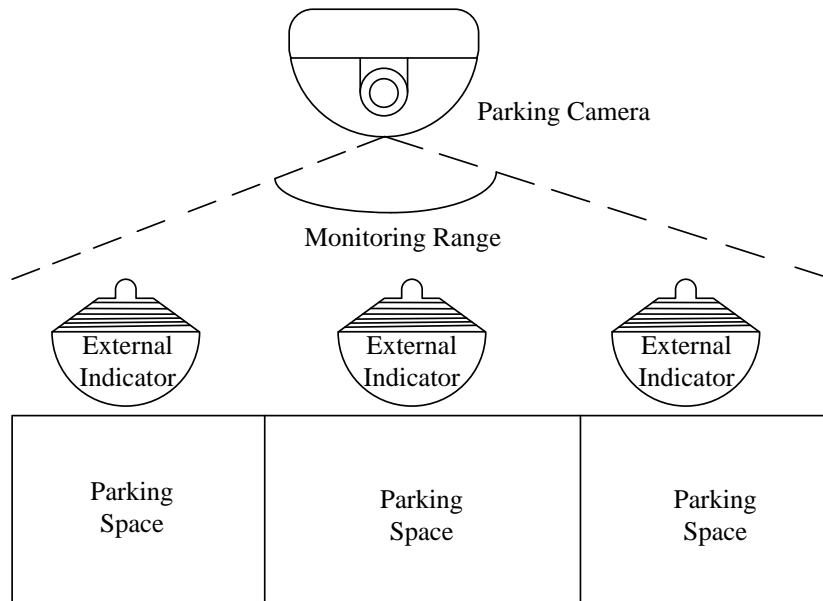 Parking Camera
Monitoring Range
External
Indicator
External
Indicator
External
Indicator
Parking
Space
Parking
Space
Parking
Space